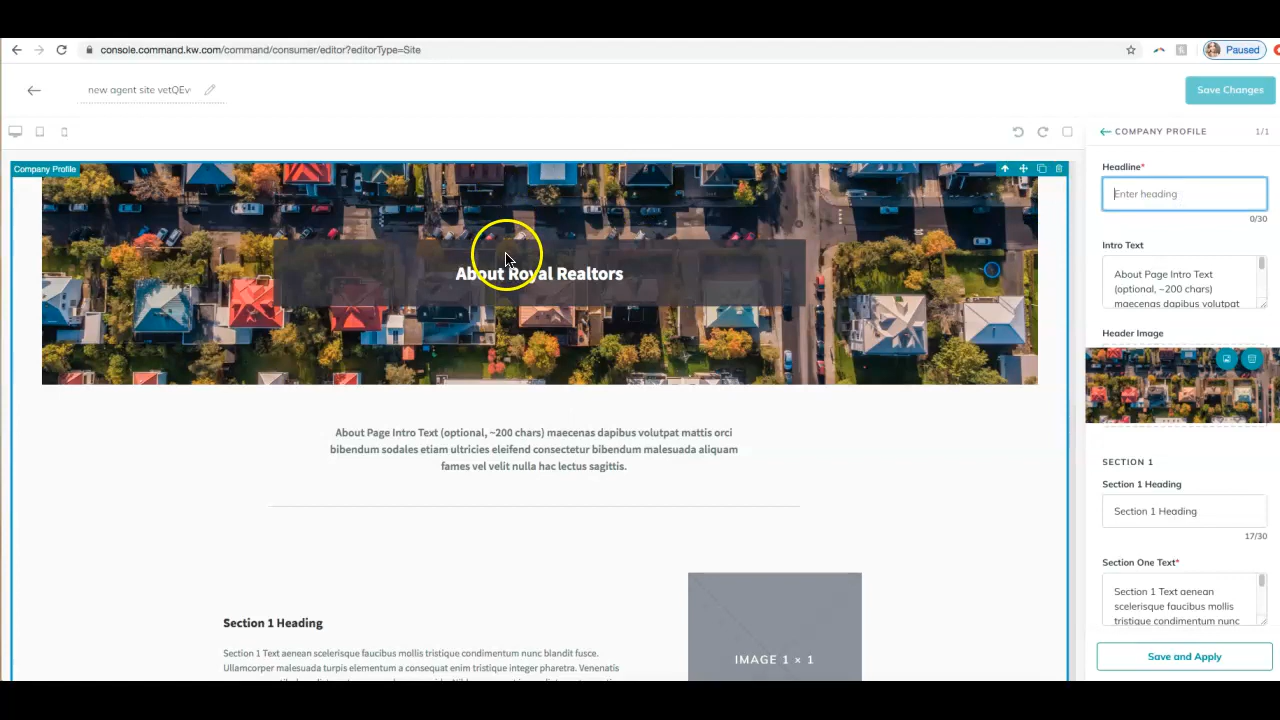 console.command.kw.com/command/consumer/editor?editorType=Site
Paused
new agent site vetQEv
Save Changes
COMPANY PROFILE
1/1
Company Profile
Headline*
Enter heading
0/30
About Royal Realtors
Intro Text
About Page Intro Text
(optional, ~200 chars)
maecenas dapibus volutpat
Header Image
About Page Intro Text (optional, ~200 chars) maecenas dapibus volutpat mattis orci
bibendum sodales etiam ultricies eleifend consectetur bibendum malesuada aliquam
fames vel velit nulla hac lectus sagittis.
SECTION 1
Section 1 Heading
Section 1 Heading
17/30
Section One Text*
Section 1 Text aenean
scelerisque faucibus mollis
tristique condimentum nunc
Section 1 Heading
Section 1 Text aenean scelerisque faucibus mollis tristique condimentum nunc blandit fusce.
Ullamcorper malesuada turpis elementum a consequat enim tristique integer pharetra. Venenatis
IMAGE 1 × 1
Save and Apply